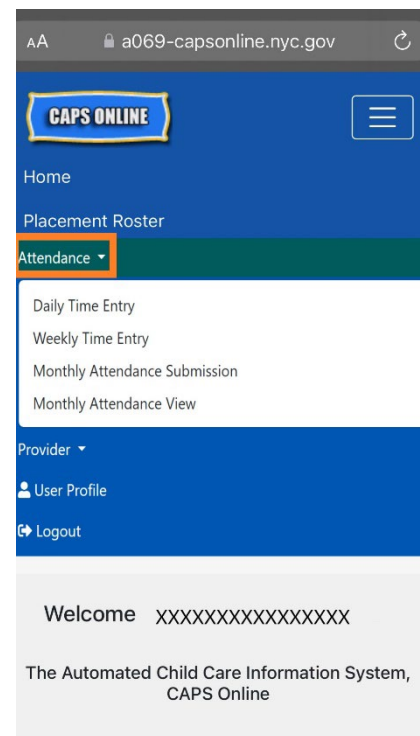 AA a069-capsonline.nyc.gov
CAPS ONLINE
Home
Placement Roster
Attendance
Daily Time Entry
Weekly Time Entry
Monthly Attendance Submission
Monthly Attendance View
Provider
User Profile
Logout
Welcome XXXXXXXXXXXXXXXX
The Automated Child Care Information System,
CAPS Online